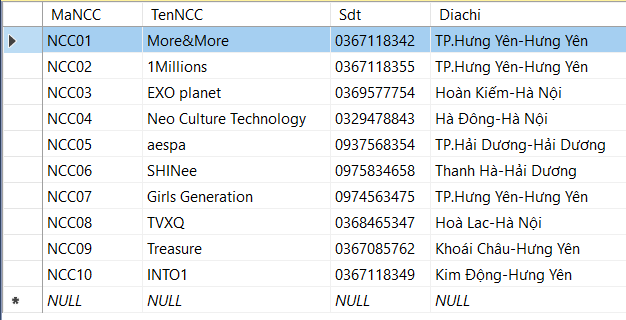 MaNCC TenNCC Sdt Diachi
NCC01 More&More 0367118342 TP.Hưng Yên-Hưng Yên
NCC02 1Millions 0367118355 TP.Hưng Yên-Hưng Yên
NCC03 EXO planet 0369577754 Hoàn Kiếm-Hà Nội
NCC04 Neo Culture Technology 0329478843 Hà Đông-Hà Nội
NCC05 aespa 0937568354 TP.Hải Dương-Hải Dương
NCC06 SHINee 0975834658 Thanh Hà-Hải Dương
NCC07 Girls Generation 0974563475 TP.Hưng Yên-Hưng Yên
NCC08 TVXQ 0368465347 Hoà Lạc-Hà Nội
NCC09 Treasure 0367085762 Khoái Châu-Hưng Yên
NCC10 INTO1 0367118349 Kim Động-Hưng Yên
* NULL NULL NULL NULL